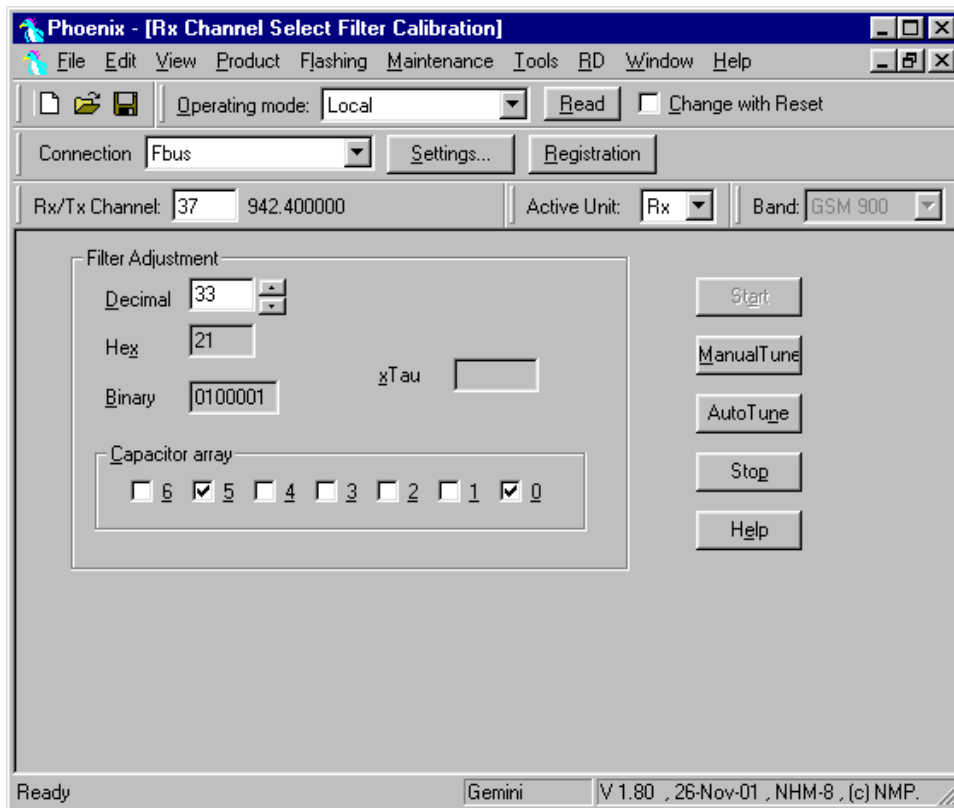 Phoenix - [Rx Channel Select Filter Calibration]
File Edit View Product Flashing Maintenance Tools RD Window Help
Operating mode: Local Read Change with Reset
Connection Fbus Settings... Registration
Rx/Tx Channel: 37 942.400000 Active Unit: Rx Band: GSM 900
Filter Adjustment
Decimal 33
Start
Hex 21
ManualTune
xTau
Binary 0100001
AutoTune
Capacitor array
Stop
6 5 4 3 2 1 0
Help
Ready Gemini V 1.80 , 26-Nov-01 , NHM-8 , (c) NMP.